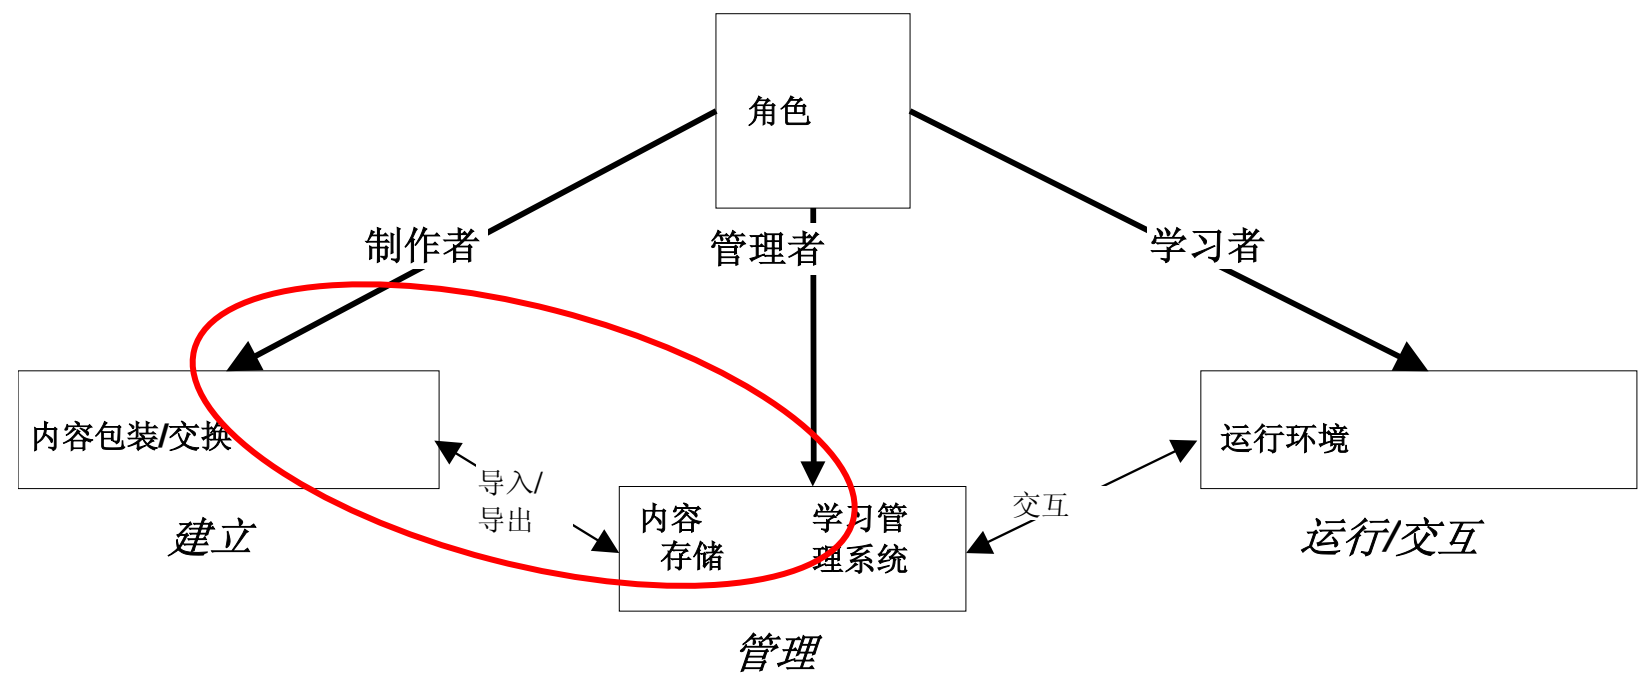 角色
制作者
管理者
学习者
内容包装/交换
导入/
导出
内容
存储
学习管
理系统
交互
运行环境
建立
管理
运行/交互